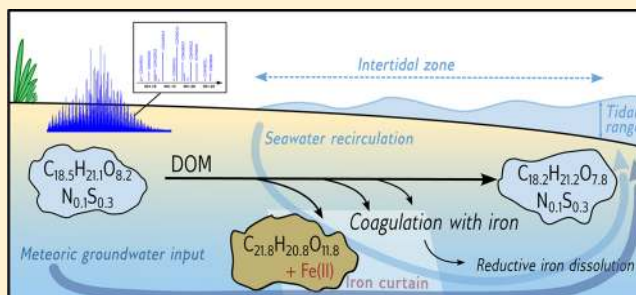 Intertidal zone
Tidal
range
Seawater recirculation
C18.5H21.1O8.2
N0.1S0.3
DOM
C18.2H21.2O7.8
N0.1S0.3
Coagulation with iron
C21.8H20.8O11.8
+ Fe(II)
Meteoric groundwater input
Reductive iron dissolution
Iron curtain